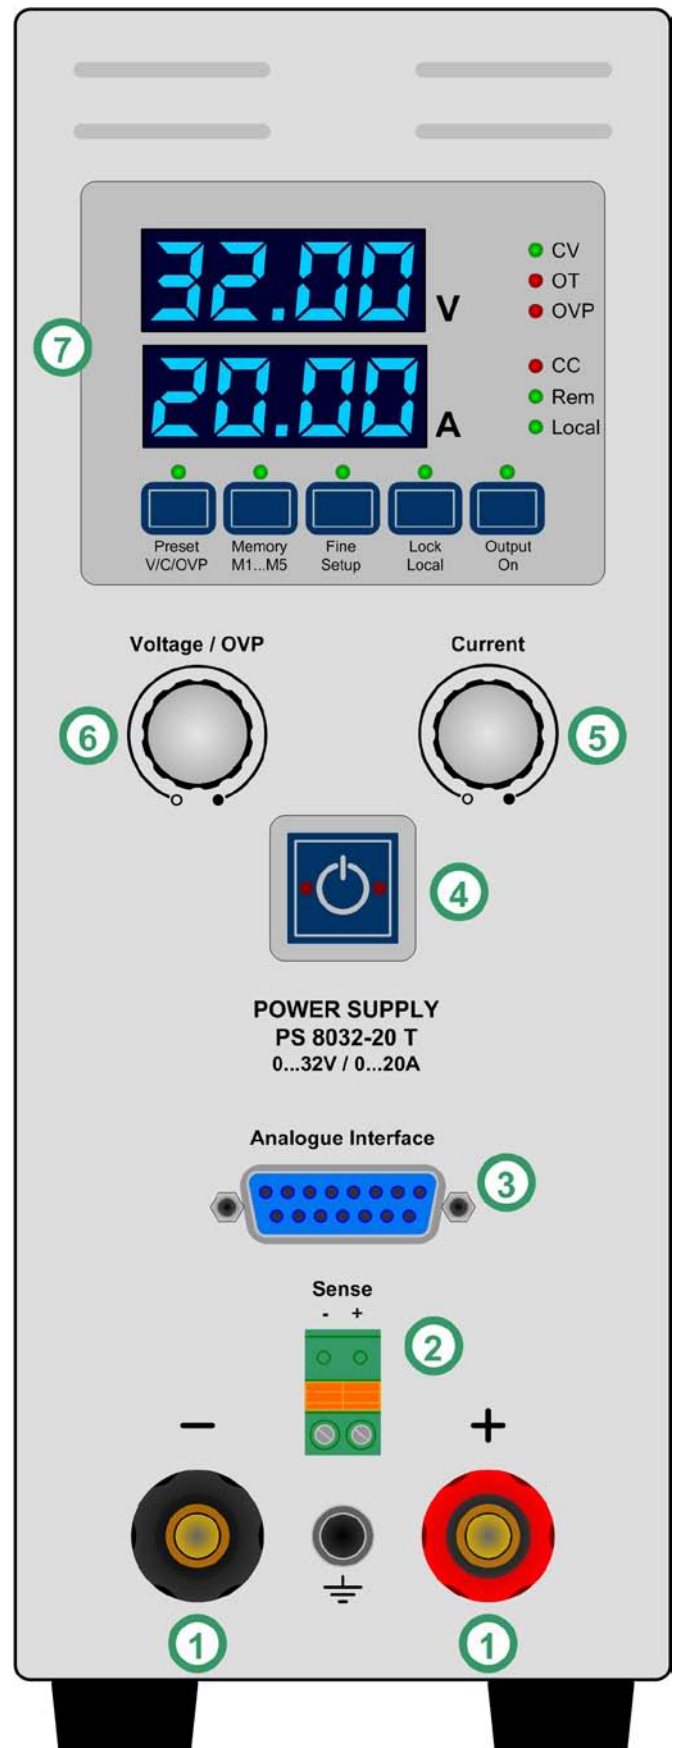 32.00 V
CV
OT
OVP
7
20.00 A
CC
Rem
Local
Preset
V/C/OVP
Memory
M1...M5
Fine
Setup
Lock
Local
Output
On
Voltage / OVP
Current
6
5
4
POWER SUPPLY
PS 8032-20 T
0...32V / 0...20A
Analogue Interface
3
Sense
- +
2
− +
1 1